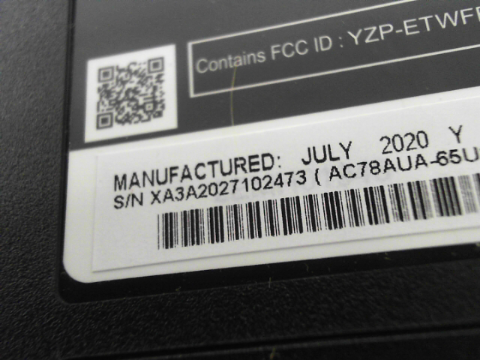 Contains FCC ID : YZP-ETWF
MANUFACTURED: JULY 2020 Y
S/N XA3A2027102473 ( AC78AUA-65U